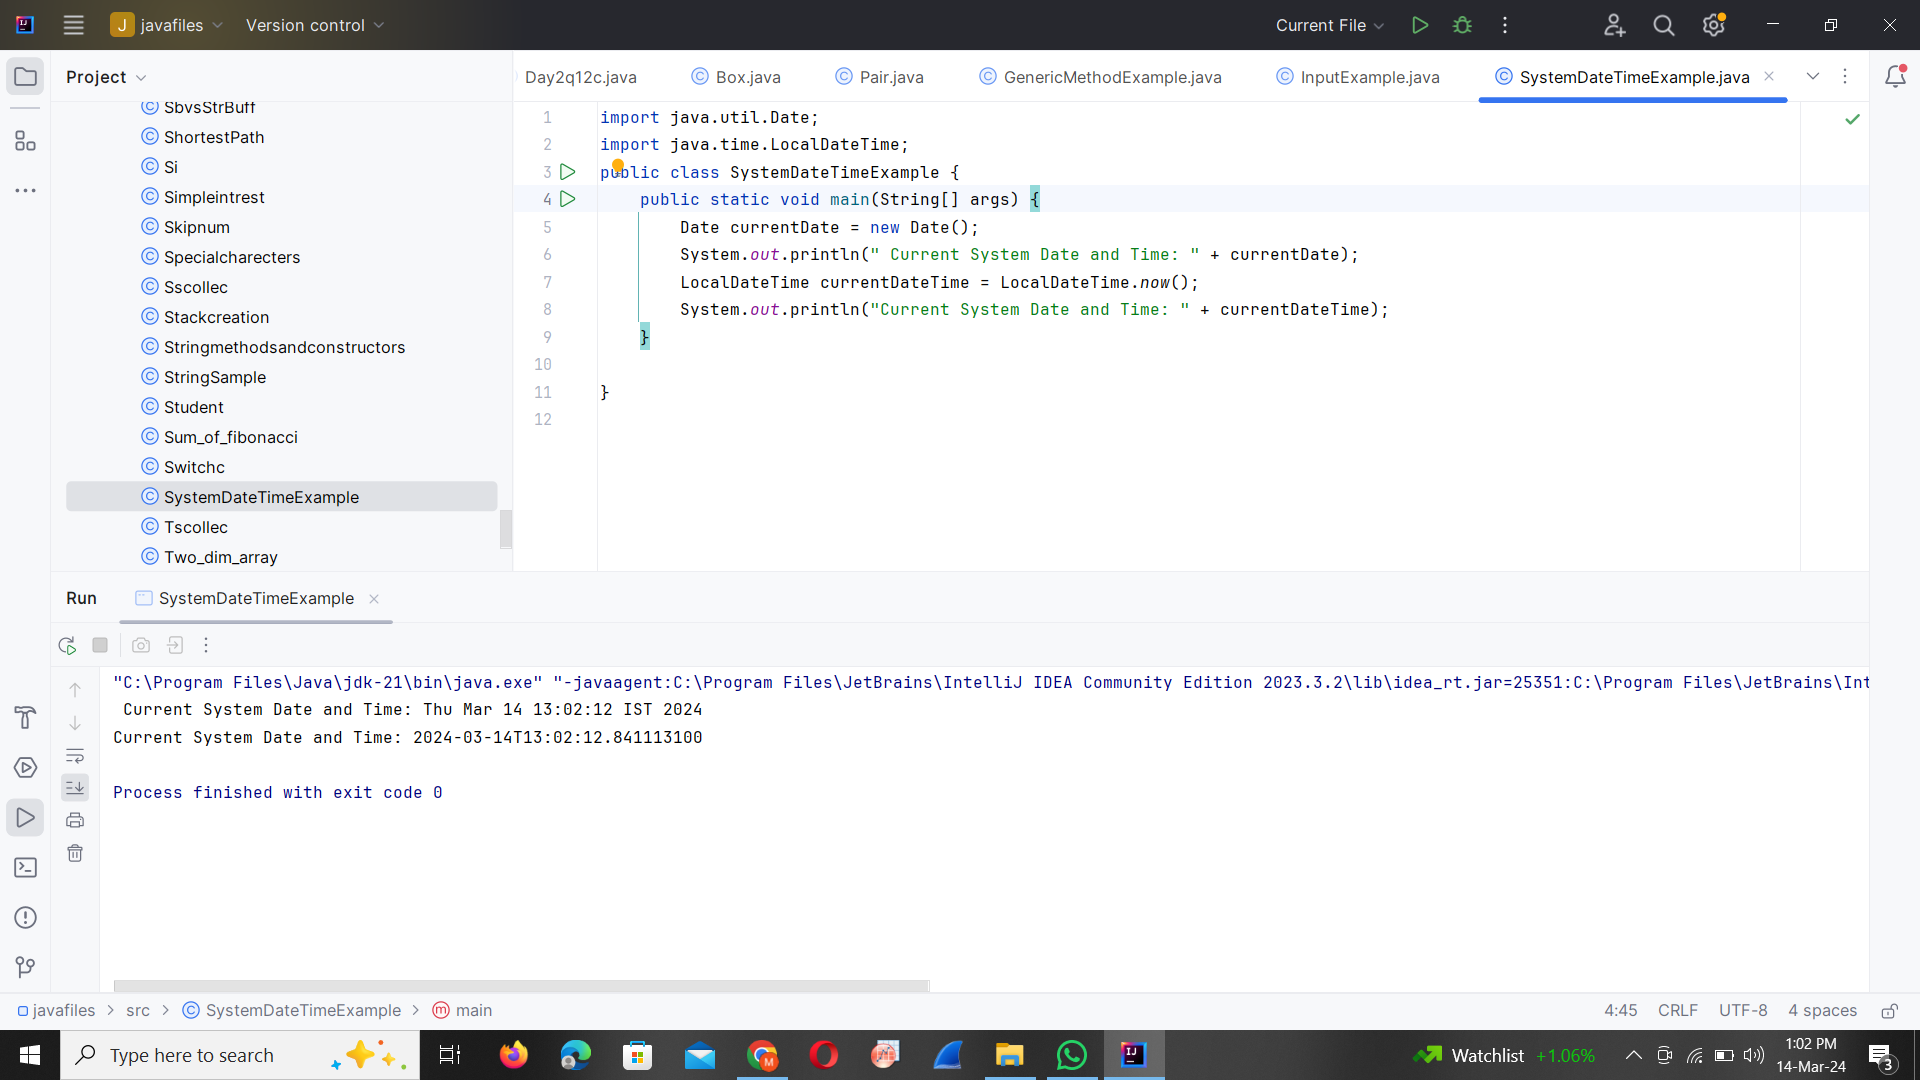 J javafiles Version control Current File
Project
Day2q12c.java Box.java Pair.java GenericMethodExample.java InputExample.java SystemDateTimeExample.java
SbvsStrBuff
ShortestPath
Si
Simpleintrest
Skipnum
Specialcharecters
Sscollec
Stackcreation
Stringmethodsandconstructors
StringSample
Student
Sum_of_fibonacci
Switchc
SystemDateTimeExample
Tscollec
Two_dim_array
1 import java.util.Date;
2 import java.time.LocalDateTime;
3 public class SystemDateTimeExample {
4 public static void main(String[] args) {
5 Date currentDate = new Date();
6 System.out.println(" Current System Date and Time: " + currentDate);
7 LocalDateTime currentDateTime = LocalDateTime.now();
8 System.out.println("Current System Date and Time: " + currentDateTime);
9 }
10
11 }
12
Run SystemDateTimeExample
"C:\Program Files\Java\jdk-21\bin\java.exe" "-javaagent:C:\Program Files\JetBrains\IntelliJ IDEA Community Edition 2023.3.2\lib\idea_rt.jar=25351:C:\Program Files\JetBrains\Int
Current System Date and Time: Thu Mar 14 13:02:12 IST 2024
Current System Date and Time: 2024-03-14T13:02:12.841113100
Process finished with exit code 0
javafiles > src > SystemDateTimeExample > m main 4:45 CRLF UTF-8 4 spaces
Type here to search Watchlist +1.06% 1:02 PM
14-Mar-24 3